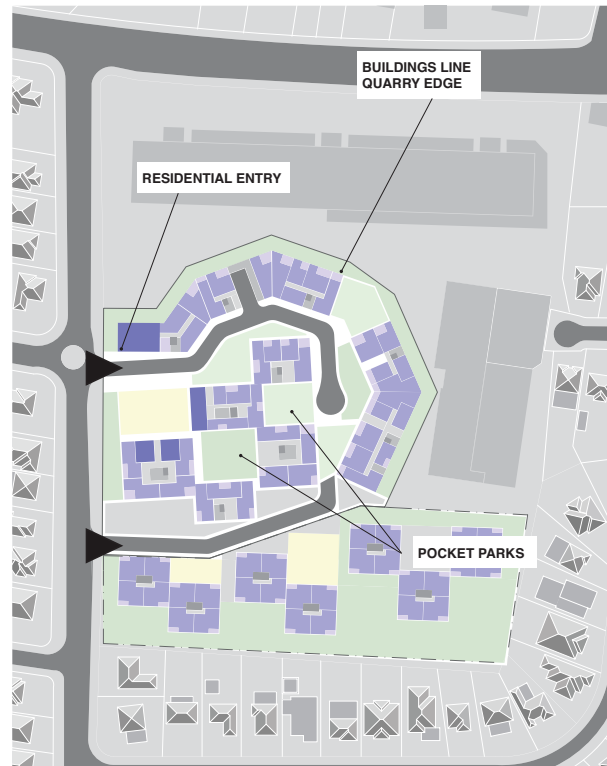 BUILDINGS LINE
QUARRY EDGE
RESIDENTIAL ENTRY
POCKET PARKS